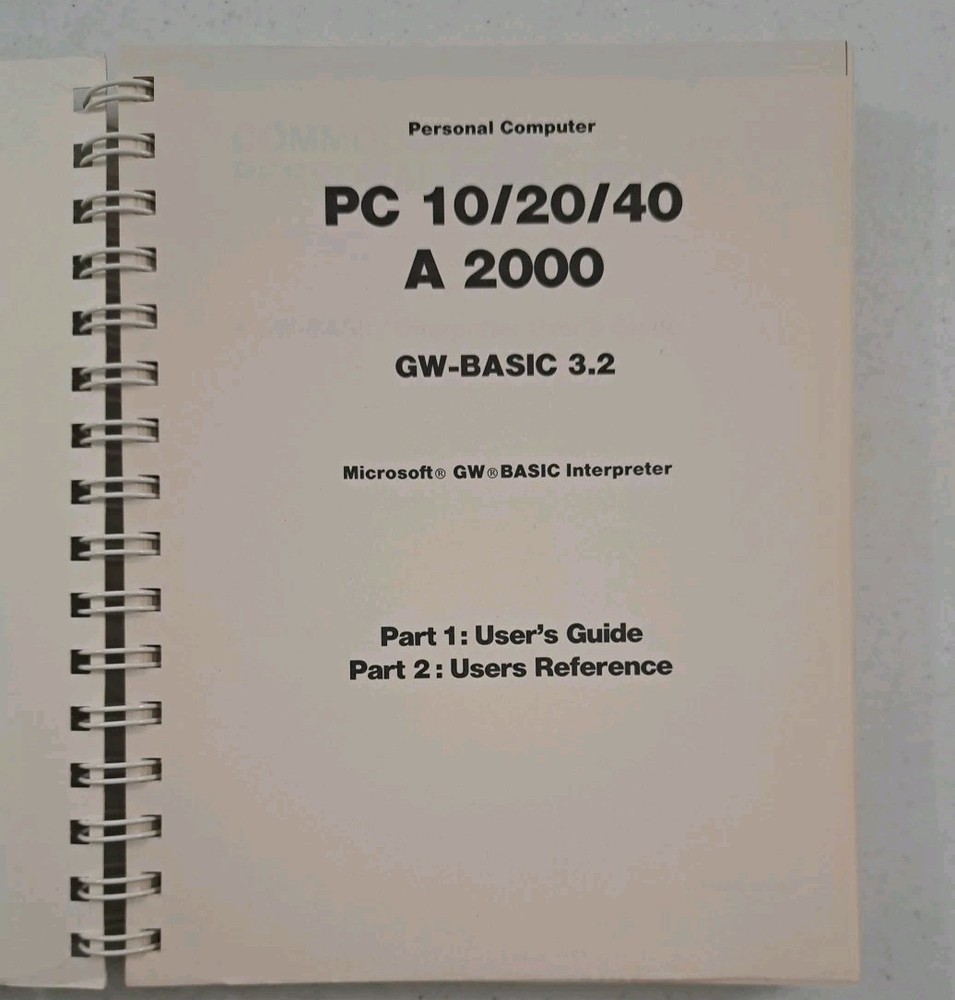 Personal Computer
PC 10/20/40
A 2000
GW-BASIC 3.2
Microsoft® GW®BASIC Interpreter
Part 1: User's Guide
Part 2: Users Reference